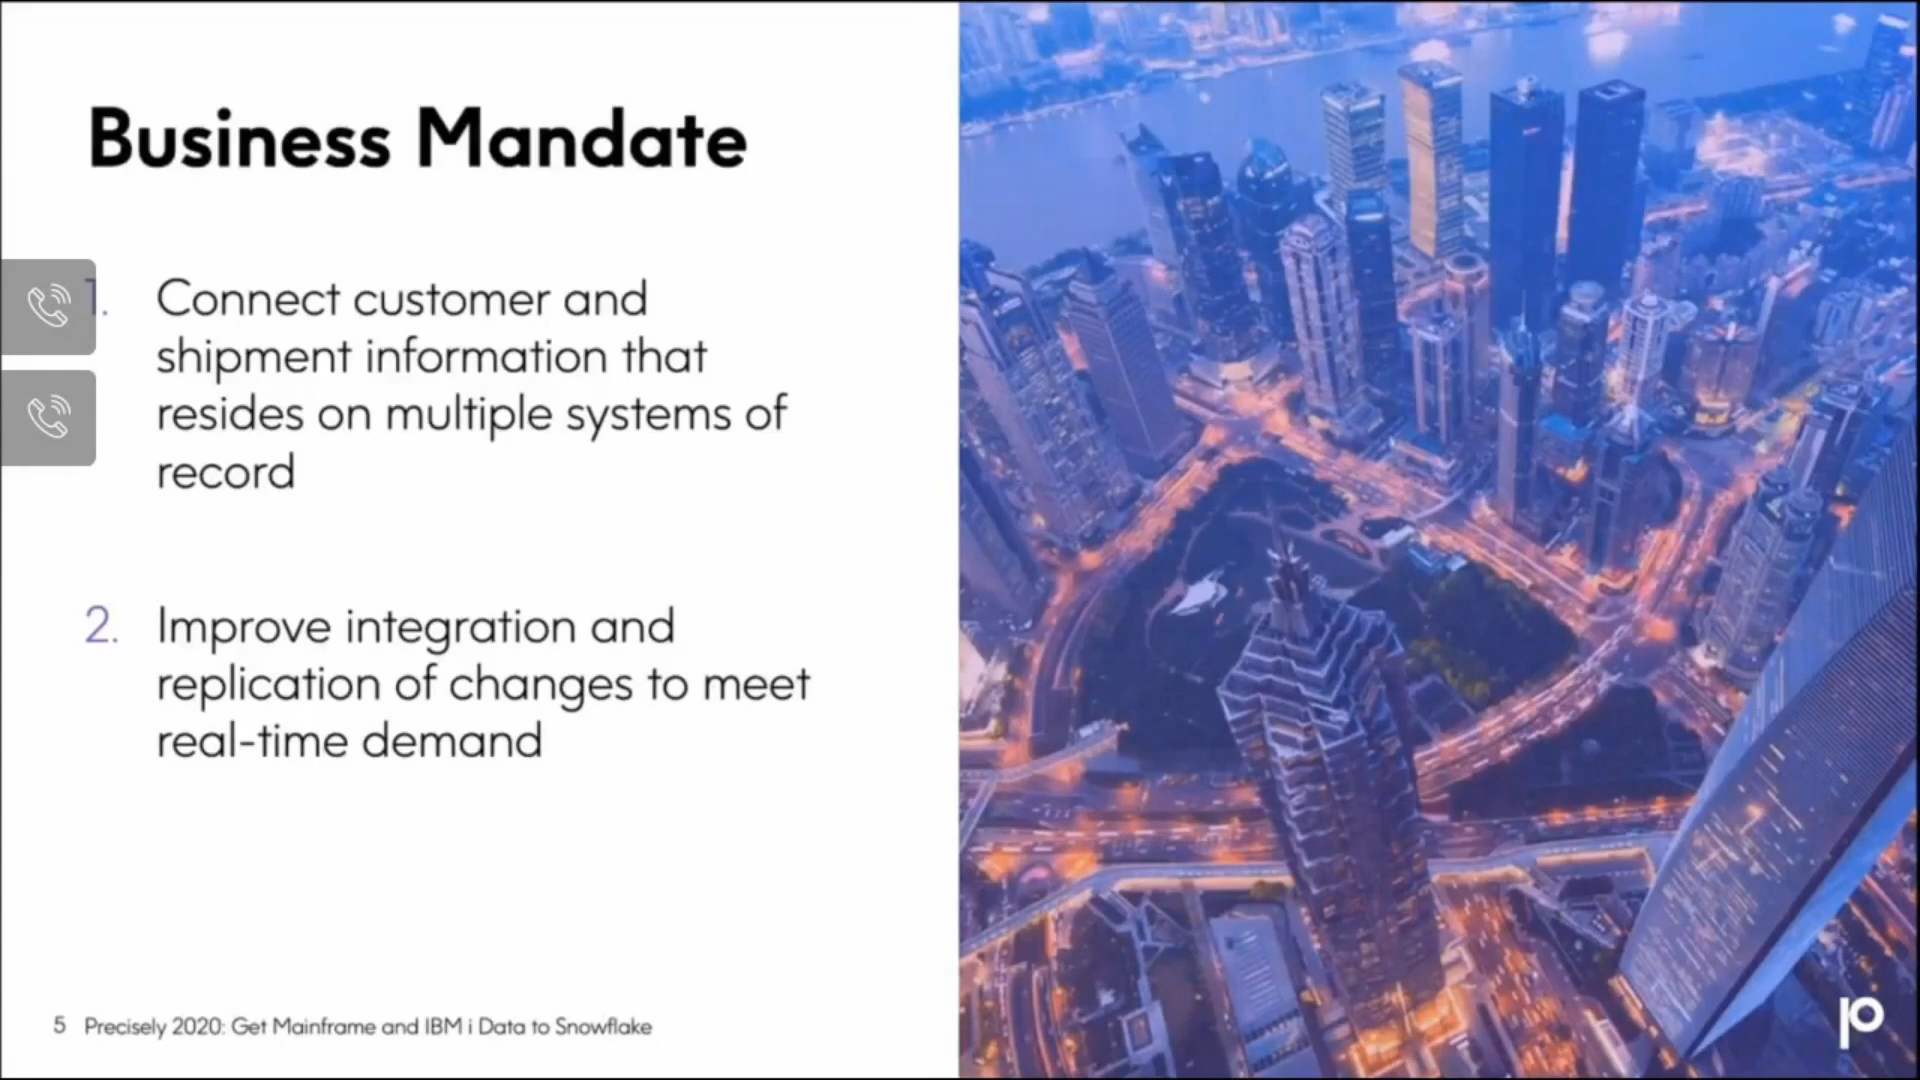 Business Mandate
1. Connect customer and
shipment information that
resides on multiple systems of
record
2. Improve integration and
replication of changes to meet
real-time demand
5 Precisely 2020: Get Mainframe and IBM i Data to Snowflake
p